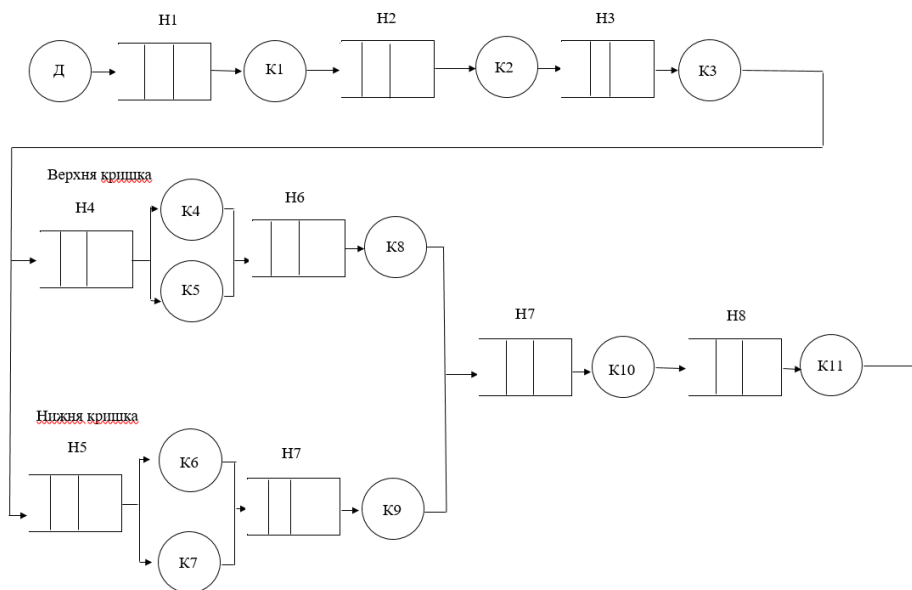 Н1
Н2
Н3
Д
К1
К2
К3
Верхня кришка
Н4
К4
Н6
К8
К5
Н7
Н8
К10
К11
Нижня кришка
Н5
К6
Н7
К9
К7